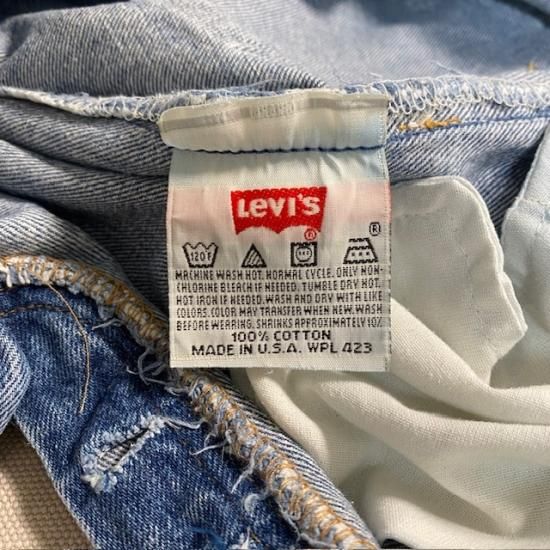 Levi's
®
®
120F
MACHINE WASH HOT. NORMAL CYCLE. ONLY NON-
CHLORINE BLEACH IF NEEDED. TUMBLE DRY HOT.
HOT IRON IF NEEDED. WASH AND DRY WITH LIKE
COLORS. COLOR MAY TRANSFER WHEN NEW. WASH
BEFORE WEARING. SHRINKS APPROXIMATELY 10%
100% COTTON
MADE IN U.S.A. WPL 423